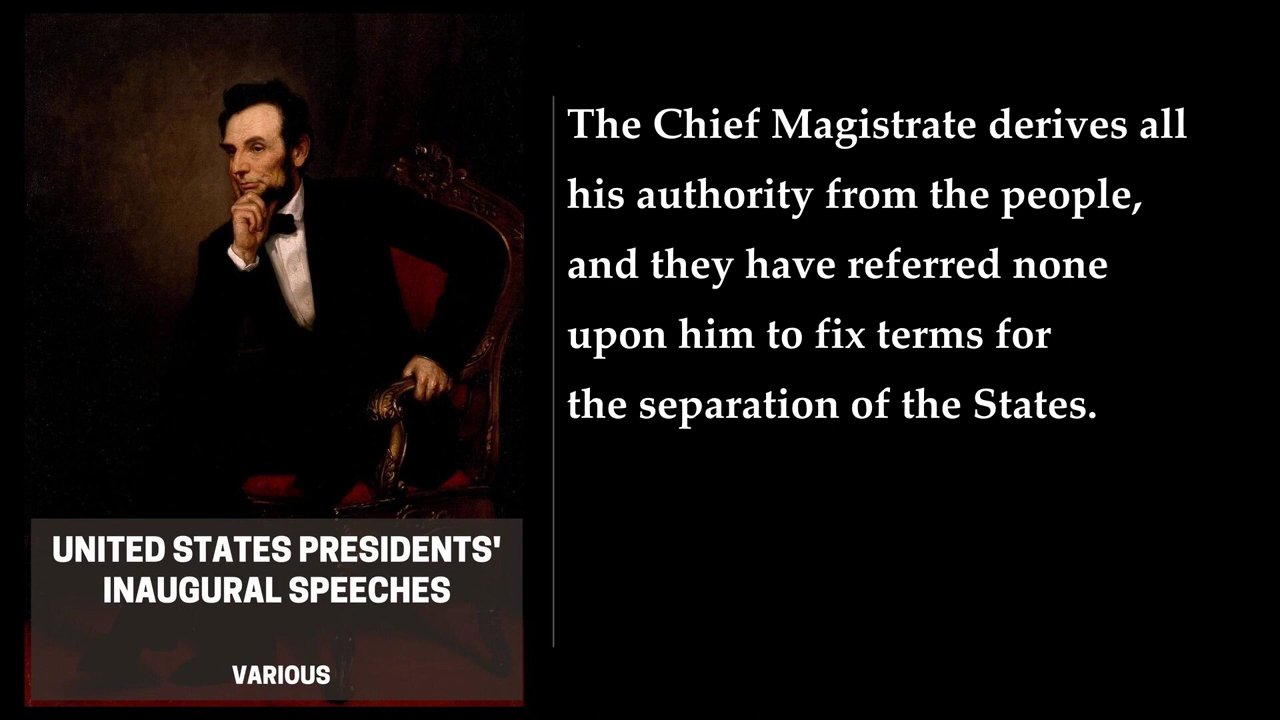 The Chief Magistrate derives all
his authority from the people,
and they have referred none
upon him to fix terms for
the separation of the States.
UNITED STATES PRESIDENTS'
INAUGURAL SPEECHES
VARIOUS